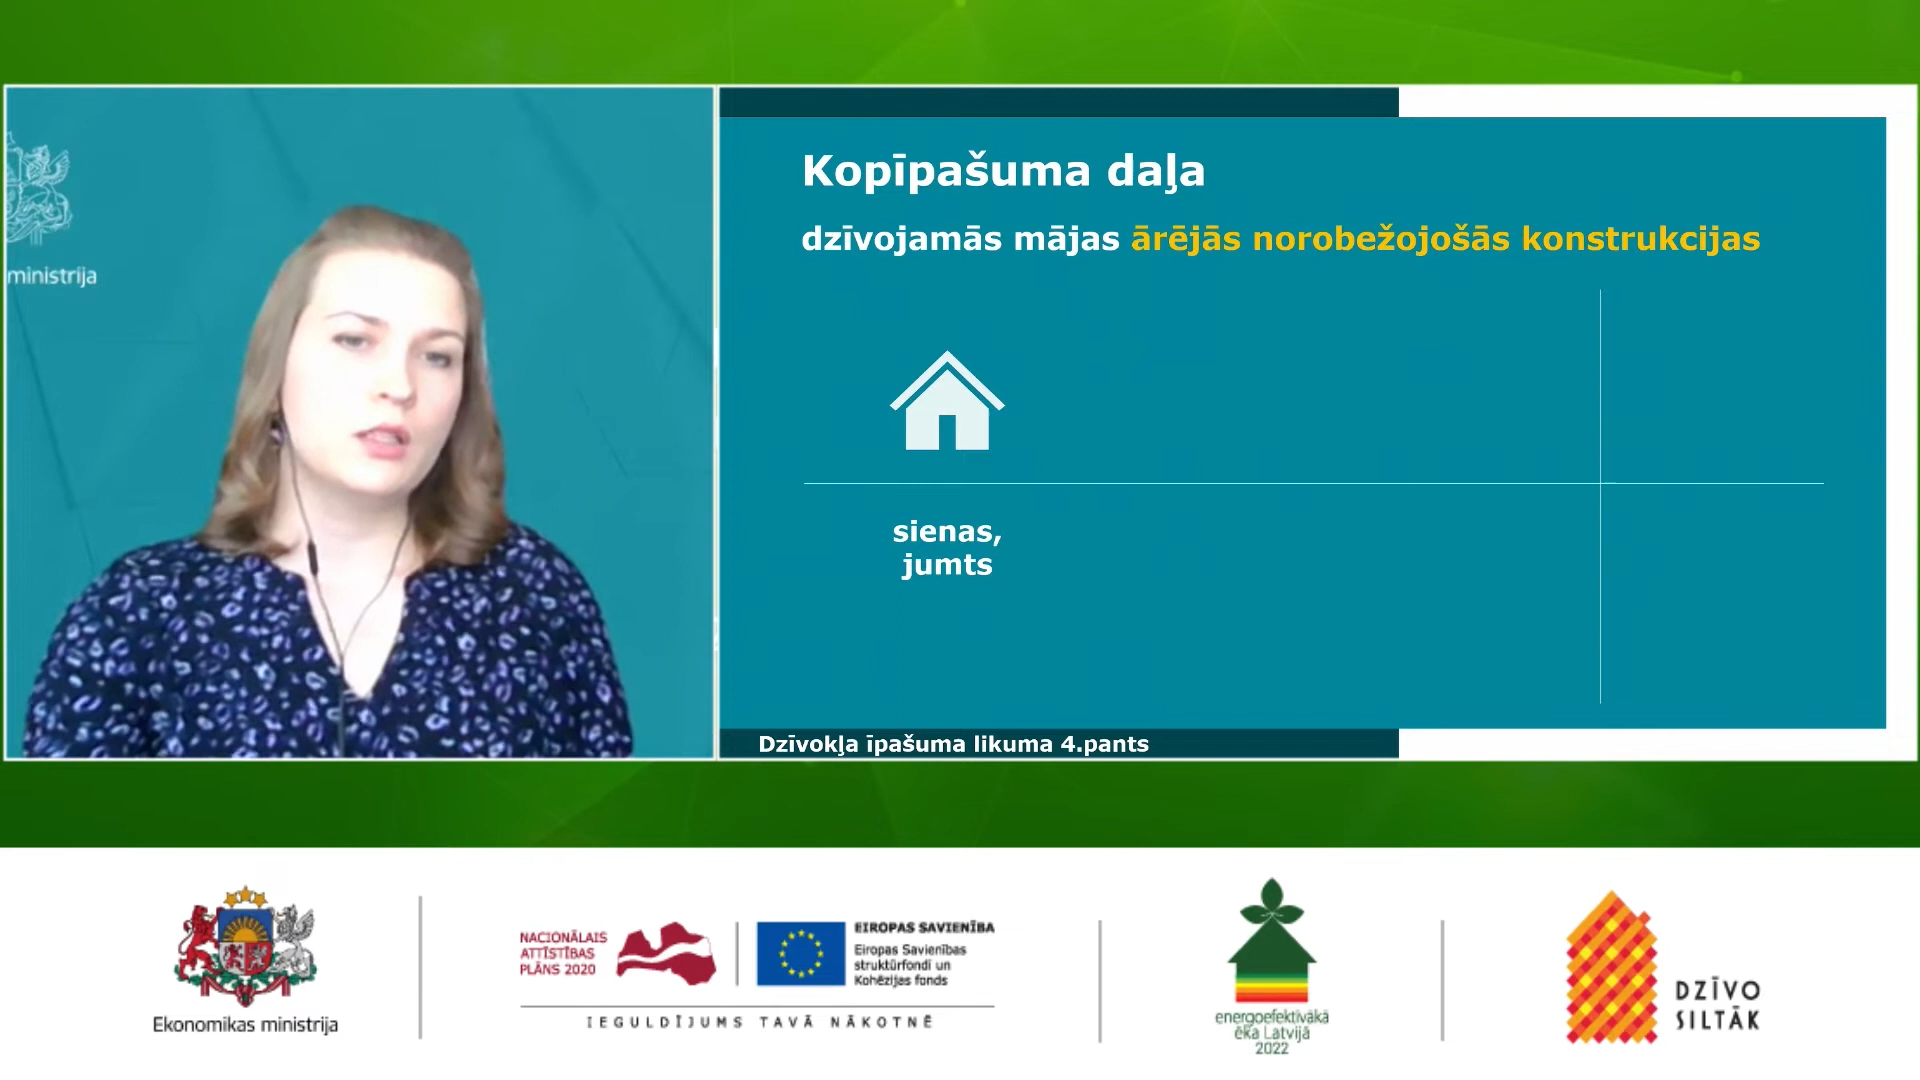 ministrija
Kopīpašuma daļa
dzīvojamās mājas ārējās norobežojošās konstrukcijas
sienas,
jumts
Dzīvokļa īpašuma likuma 4.pants
Ekonomikas ministrija
NACIONĀLAIS
ATTĪSTĪBAS
PLĀNS 2020
EIROPAS SAVIENĪBA
Eiropas Savienības
struktūrfondi un
Kohēzijas fonds
IEGULDĪJUMS TAVĀ NĀKOTNĒ
energoefektīvākā
ēka Latvijā
2022
DZĪVO
SILTĀK